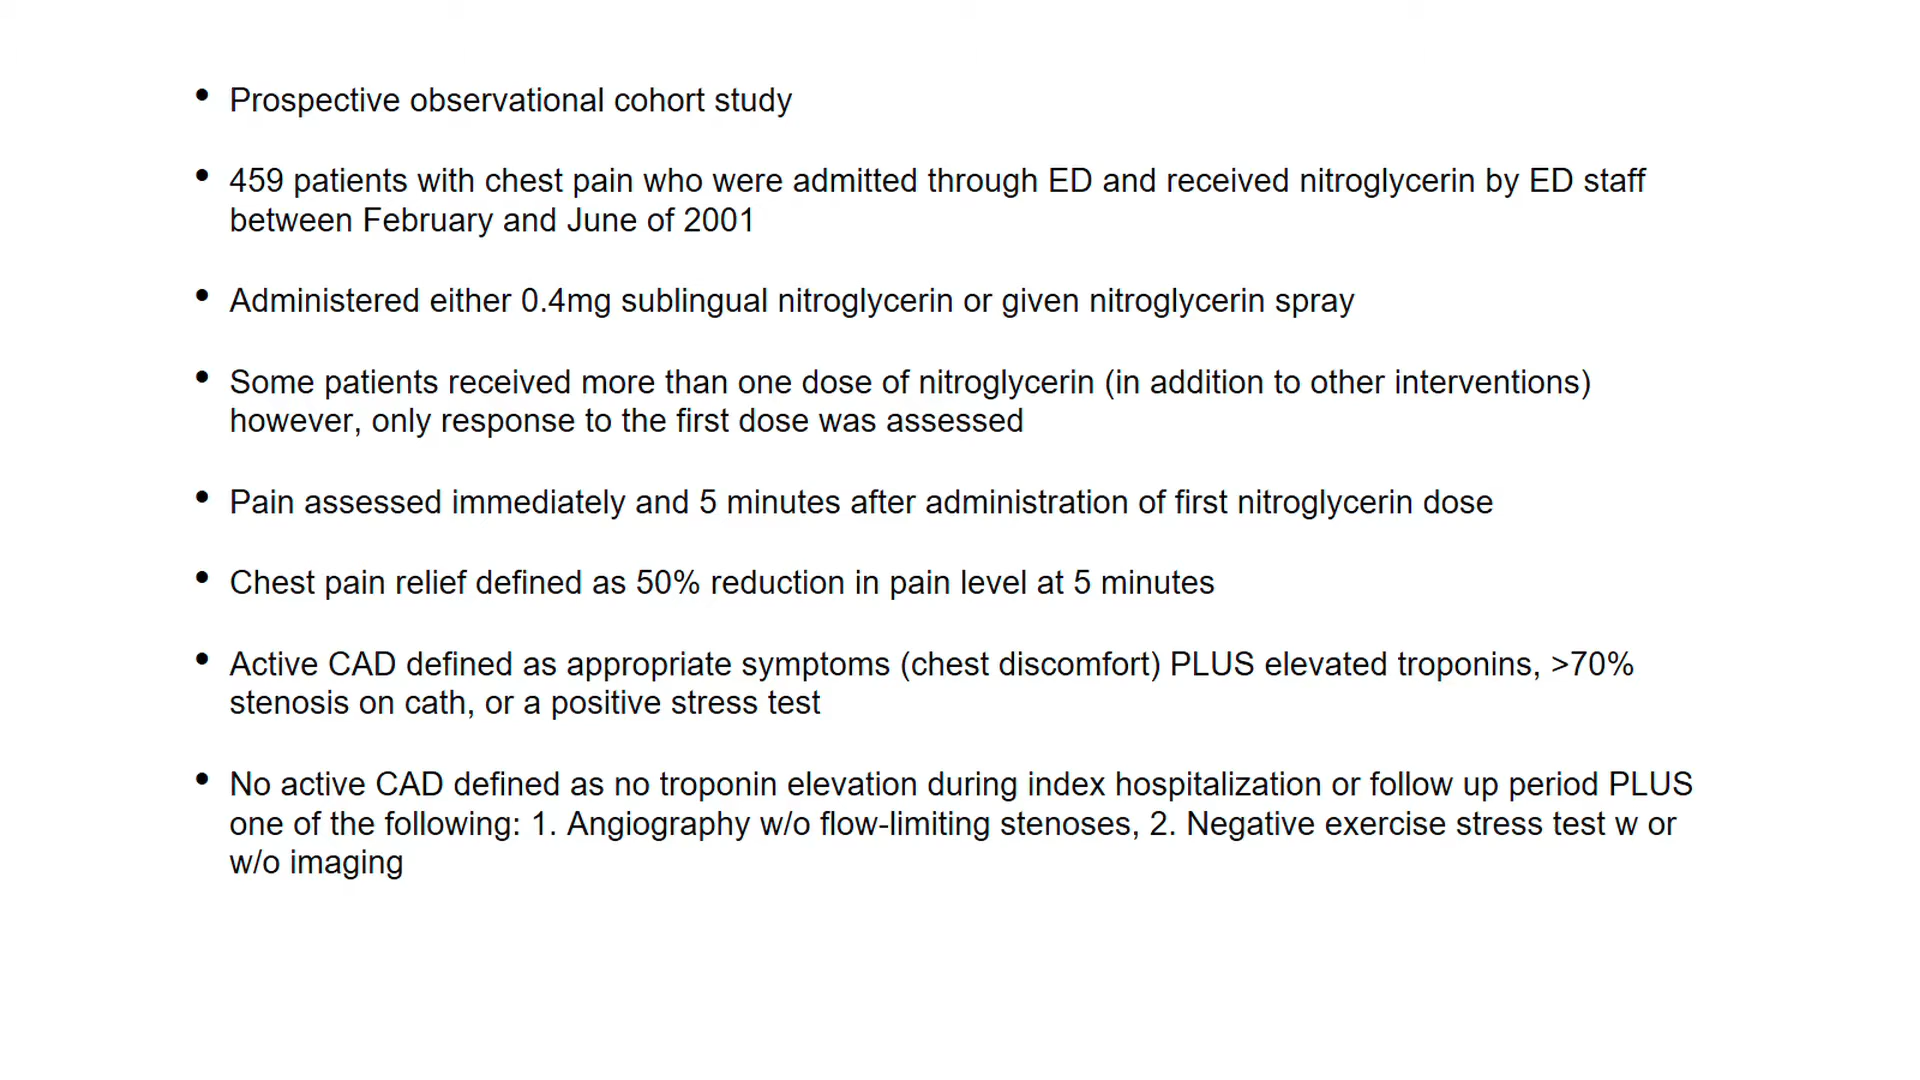 • Prospective observational cohort study
• 459 patients with chest pain who were admitted through ED and received nitroglycerin by ED staff
between February and June of 2001
• Administered either 0.4mg sublingual nitroglycerin or given nitroglycerin spray
• Some patients received more than one dose of nitroglycerin (in addition to other interventions)
however, only response to the first dose was assessed
• Pain assessed immediately and 5 minutes after administration of first nitroglycerin dose
• Chest pain relief defined as 50% reduction in pain level at 5 minutes
• Active CAD defined as appropriate symptoms (chest discomfort) PLUS elevated troponins, >70%
stenosis on cath, or a positive stress test
• No active CAD defined as no troponin elevation during index hospitalization or follow up period PLUS
one of the following: 1. Angiography w/o flow-limiting stenoses, 2. Negative exercise stress test w or
w/o imaging